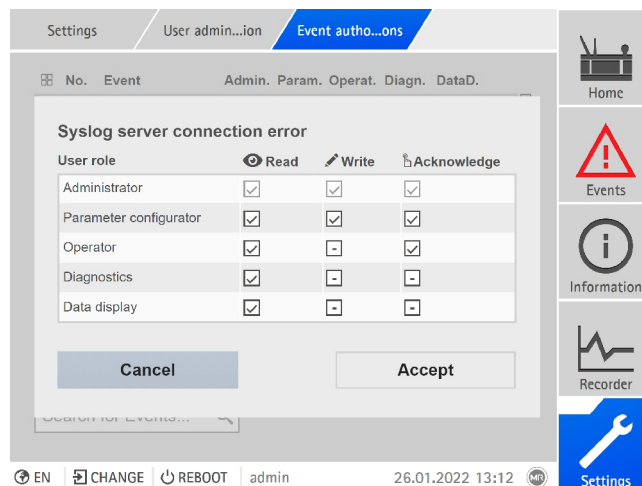 Settings User admin...ion Event autho...ons
No. Event Admin. Param. Operat. Diagn. DataD.
Home
Syslog server connection error
User role Read Write Acknowledge
Administrator
Parameter configurator
Operator
Diagnostics
Data display
Events
Information
Cancel Accept
Recorder
Search for Events...
EN CHANGE REBOOT admin 26.01.2022 13:12 MR
Settings